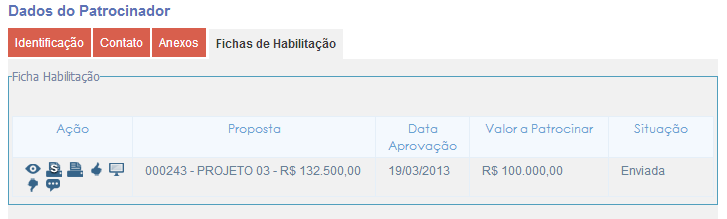 Dados do Patrocinador
Identificação Contato Anexos Fichas de Habilitação
Ficha Habilitação
Ação Proposta Data Aprovação Valor a Patrocinar Situação
000243 - PROJETO 03 - R$ 132.500,00 19/03/2013 R$ 100.000,00 Enviada